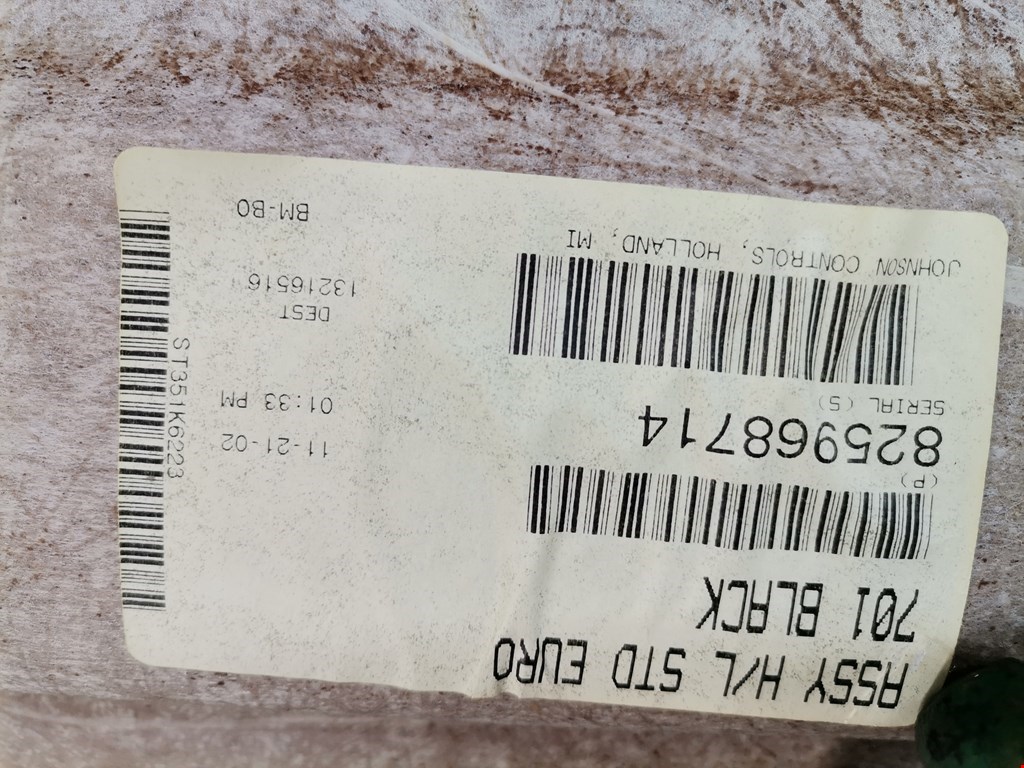 ASSY H/L STD EURO
701 BLACK
(P)
825968714
SERIAL (S)
JOHNSON CONTROLS, HOLLAND, MI
11-21-02
01:33 PM
DEST
13216516
BM-BO
ST351K6223